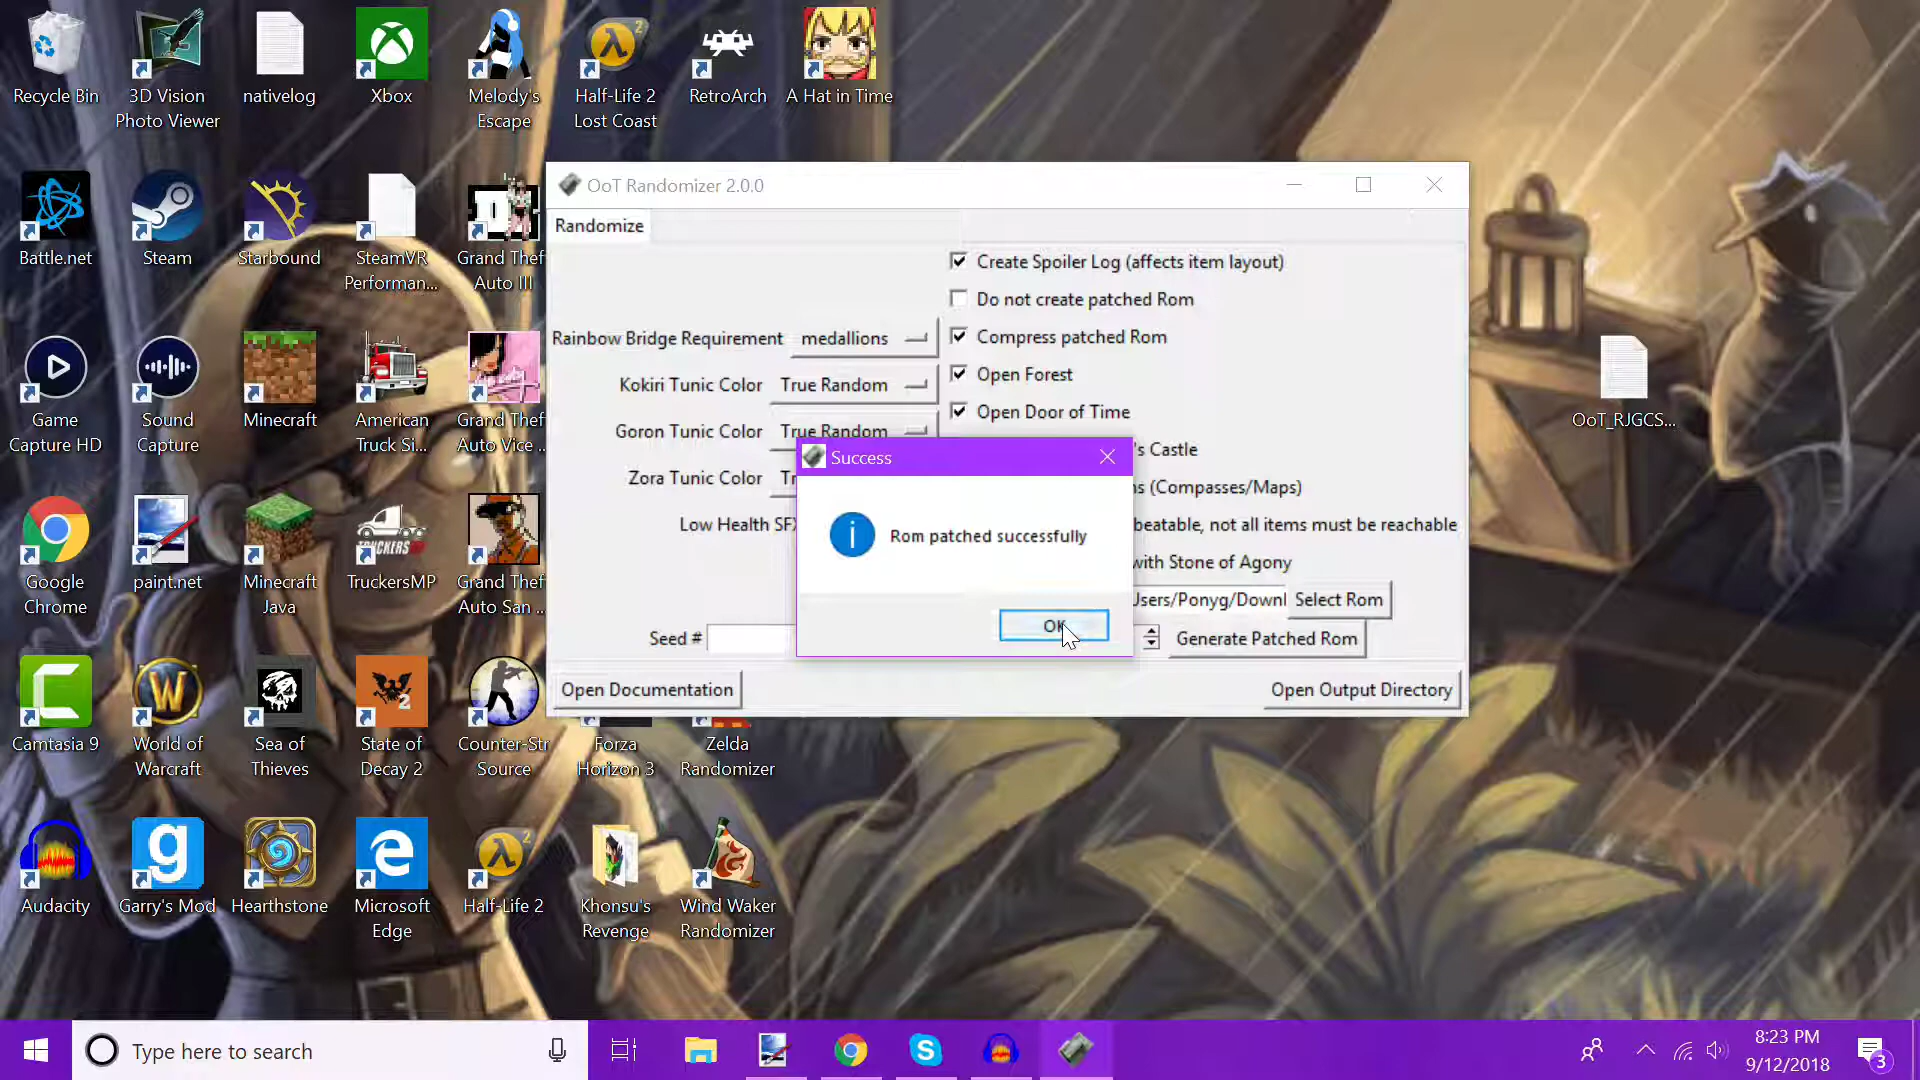 Recycle Bin
3D Vision
Photo Viewer
nativelog
Xbox
Melody's
Escape
Half-Life 2
Lost Coast
RetroArch
A Hat in Time
Battle.net
Steam
Starbound
SteamVR
Performan...
Grand Theft
Auto III
Game
Capture HD
Sound
Capture
Minecraft
American
Truck Si...
Grand Theft
Auto Vice ...
Google
Chrome
paint.net
Minecraft
Java
TruckersMP
Grand Theft
Auto San ...
Camtasia 9
World of
Warcraft
Sea of
Thieves
State of
Decay 2
Counter-Str
Source
Forza
Horizon 3
Zelda
Randomizer
Audacity
Garry's Mod
Hearthstone
Microsoft
Edge
Half-Life 2
Khonsu's
Revenge
Wind Waker
Randomizer
OoT_RJGCS...
OoT Randomizer 2.0.0
Randomize
Create Spoiler Log (affects item layout)
Do not create patched Rom
Rainbow Bridge Requirement medallions
Compress patched Rom
Kokiri Tunic Color True Random
Open Forest
Open Door of Time
Goron Tunic Color True Random
's Castle
Zora Tunic Color Tr
ns (Compasses/Maps)
Low Health SFX
beatable, not all items must be reachable
with Stone of Agony
Users/Ponyg/Downl Select Rom
Seed #
Generate Patched Rom
Open Documentation
Open Output Directory
Success
Rom patched successfully
OK
Type here to search
8:23 PM
9/12/2018
3